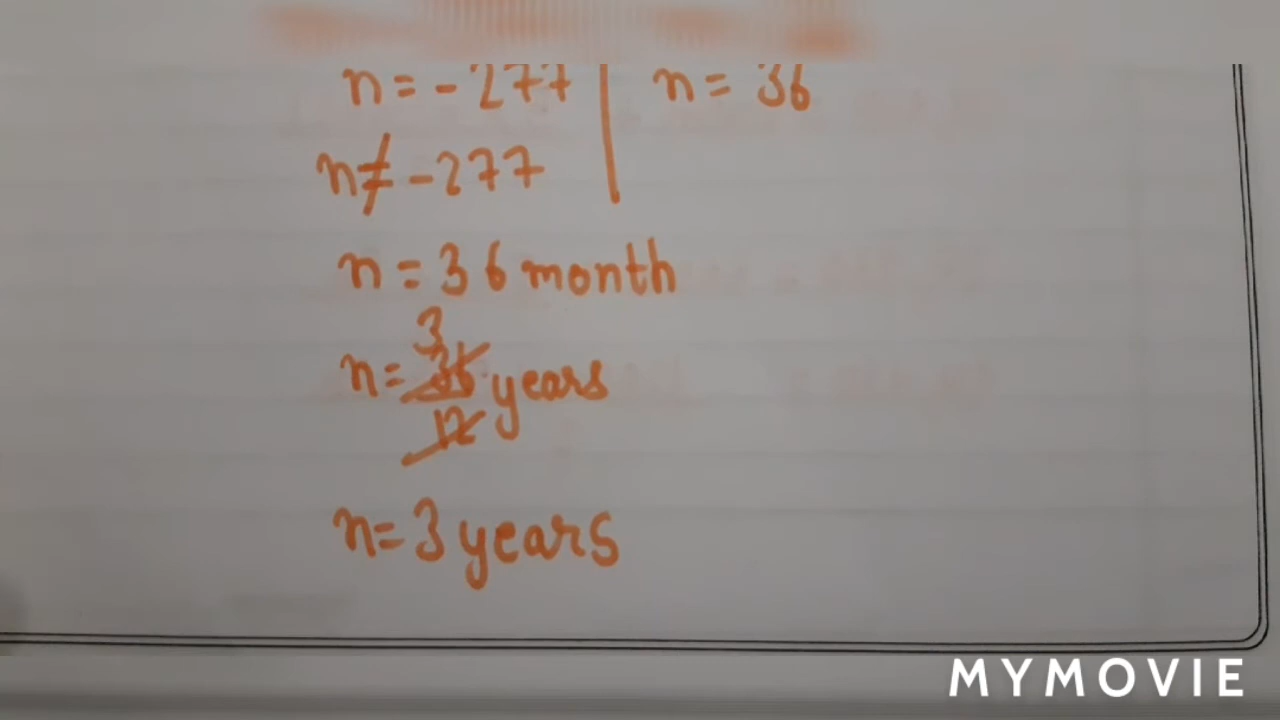 n = -277 | n = 36
n ≠ -277
n = 36 month
3
n = 36/12 years
n = 3 years
MYMOVIE